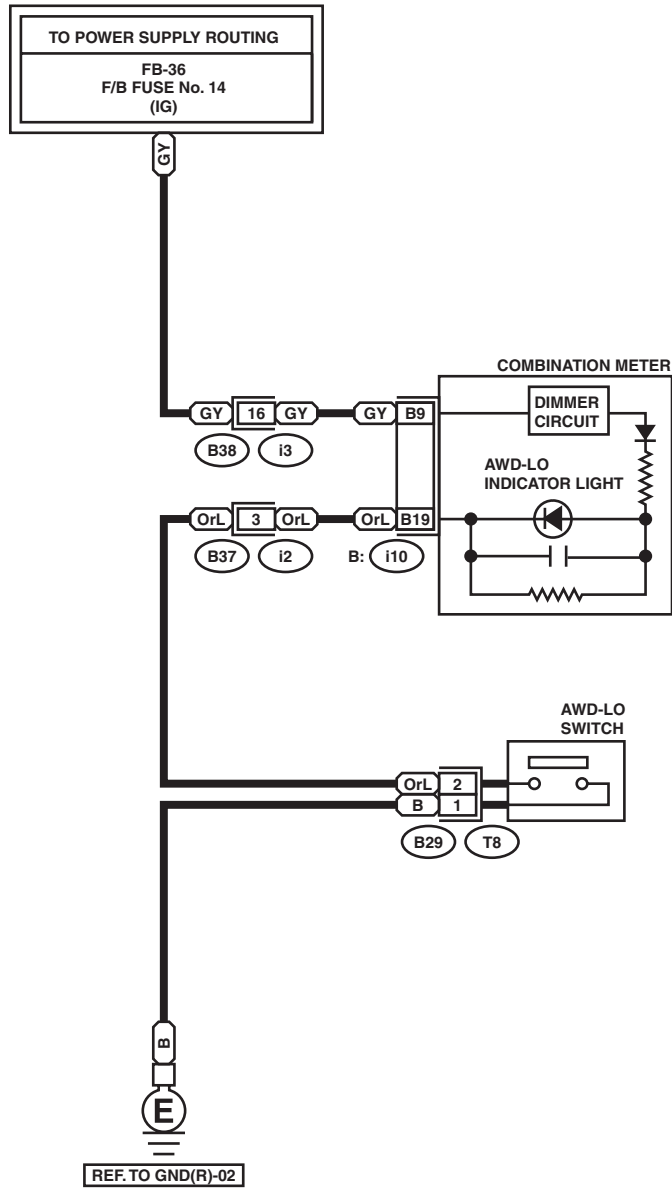 TO POWER SUPPLY ROUTING
FB-36
F/B FUSE No. 14
(IG)
GY
COMBINATION METER
GY 16 GY GY B9
B38 i3
DIMMER
CIRCUIT
AWD-LO
INDICATOR LIGHT
OrL 3 OrL OrL B19
B37 i2 B: i10
AWD-LO
SWITCH
OrL 2
B 1
B29 T8
B
E
REF. TO GND(R)-02